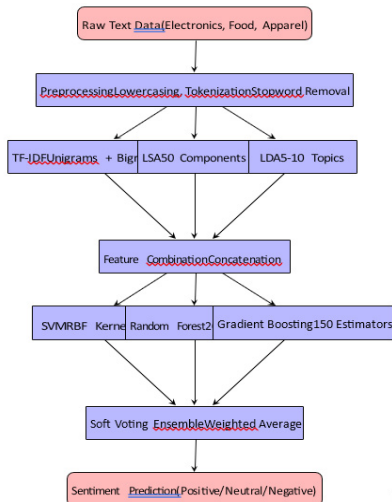 Raw Text Data(Electronics, Food, Apparel)
PreprocessingLowercasing, TokenizationStopword Removal
TF-IDFUnigrams + Bigr LSA50 Components LDA5-10 Topics
Feature CombinationConcatenation
SVMRBF Kerne Random Forest2 Gradient Boosting150 Estimators
Soft Voting EnsembleWeighted Average
Sentiment Prediction(Positive/Neutral/Negative)